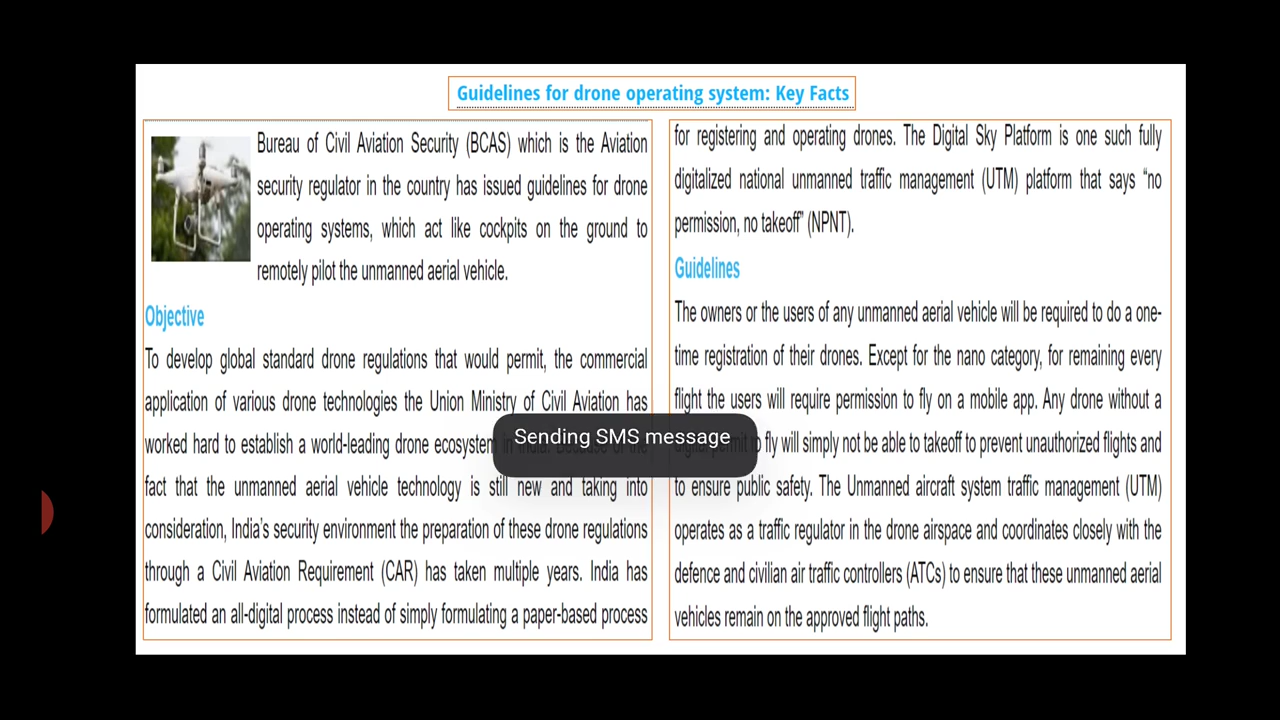 Guidelines for drone operating system: Key Facts
Bureau of Civil Aviation Security (BCAS) which is the Aviation
security regulator in the country has issued guidelines for drone
operating systems, which act like cockpits on the ground to
remotely pilot the unmanned aerial vehicle.
Objective
To develop global standard drone regulations that would permit, the commercial
application of various drone technologies the Union Ministry of Civil Aviation has
worked hard to establish a world-leading drone ecosystem
fact that the unmanned aerial vehicle technology is still new and taking into
consideration, India's security environment the preparation of these drone regulations
through a Civil Aviation Requirement (CAR) has taken multiple years. India has
formulated an all-digital process instead of simply formulating a paper-based process
for registering and operating drones. The Digital Sky Platform is one such fully
digitalized national unmanned traffic management (UTM) platform that says “no
permission, no takeoff” (NPNT).
Guidelines
The owners or the users of any unmanned aerial vehicle will be required to do a one-
time registration of their drones. Except for the nano category, for remaining every
flight the users will require permission to fly on a mobile app. Any drone without a
fly will simply not be able to takeoff to prevent unauthorized flights and
to ensure public safety. The Unmanned aircraft system traffic management (UTM)
operates as a traffic regulator in the drone airspace and coordinates closely with the
defence and civilian air traffic controllers (ATCs) to ensure that these unmanned aerial
vehicles remain on the approved flight paths.
Sending SMS message